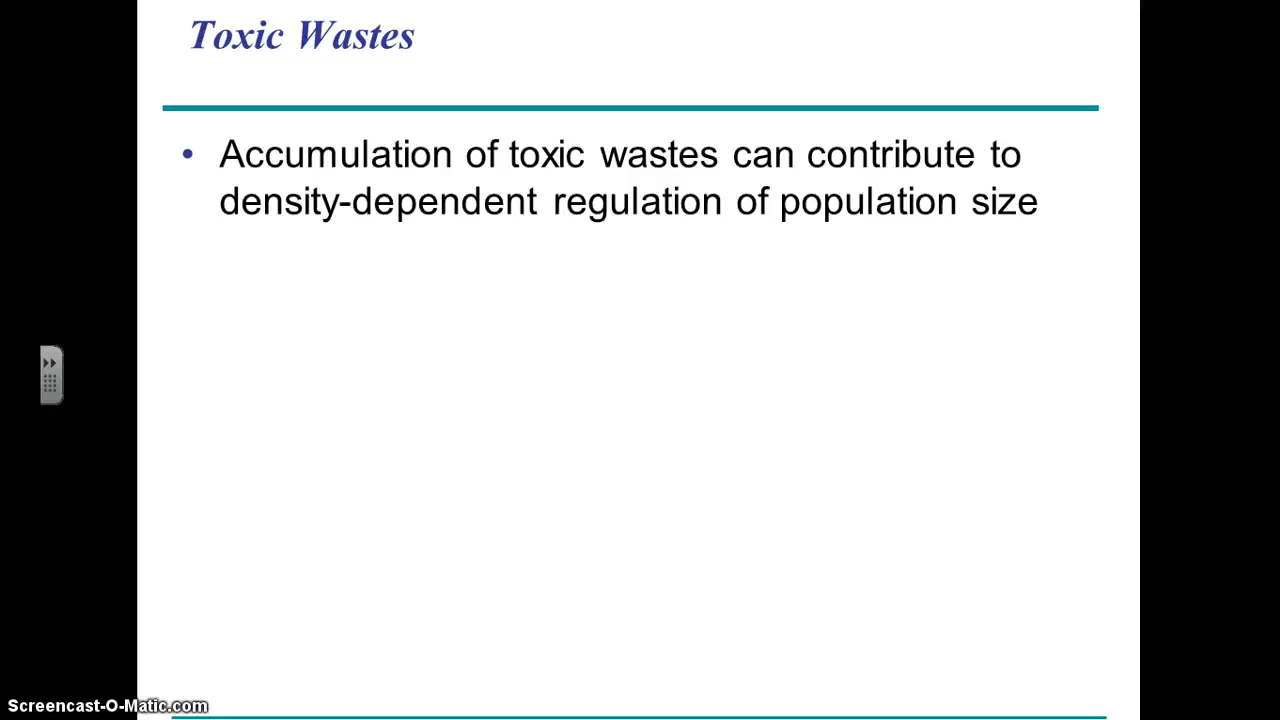 Toxic Wastes
• Accumulation of toxic wastes can contribute to
density-dependent regulation of population size
Screencast-O-Matic.com